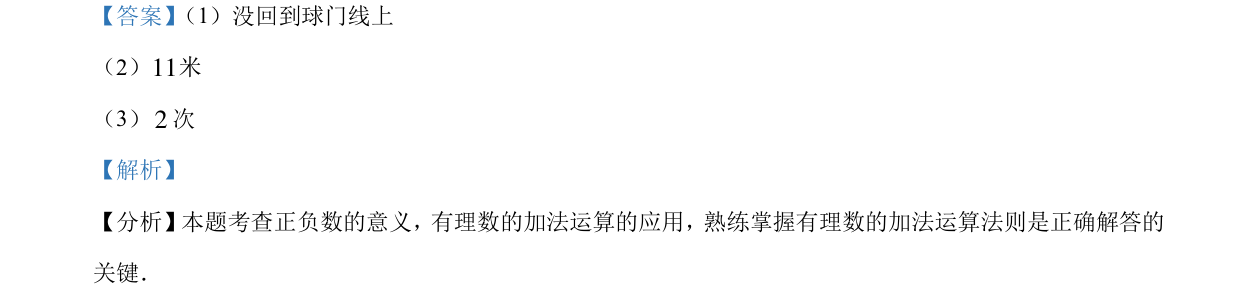 【答案】（1）没回到球门线上
（2）11米
（3）2次
【解析】
【分析】本题考查正负数的意义，有理数的加法运算的应用，熟练掌握有理数的加法运算法则是正确解答的
关键．